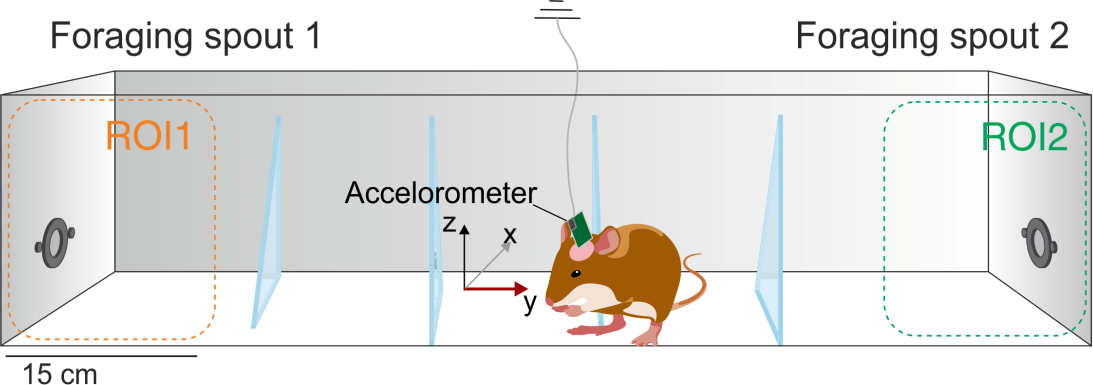 Foraging spout 1
Foraging spout 2
ROI1
ROI2
Accelorometer
z
x
y
15 cm